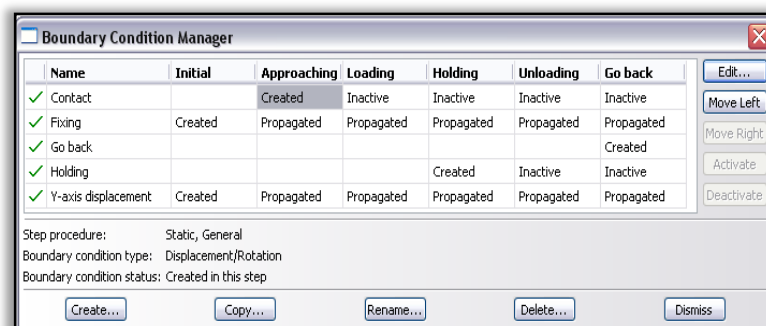 Boundary Condition Manager
Name Initial Approaching Loading Holding Unloading Go back Edit...
Contact Created Inactive Inactive Inactive Inactive Move Left
Fixing Created Propagated Propagated Propagated Propagated Propagated
Move Right
Go back Created
Holding Created Inactive Inactive Activate
Y-axis displacement Created Propagated Propagated Propagated Propagated Propagated Deactivate
Step procedure: Static, General
Boundary condition type: Displacement/Rotation
Boundary condition status: Created in this step
Create... Copy... Rename... Delete... Dismiss